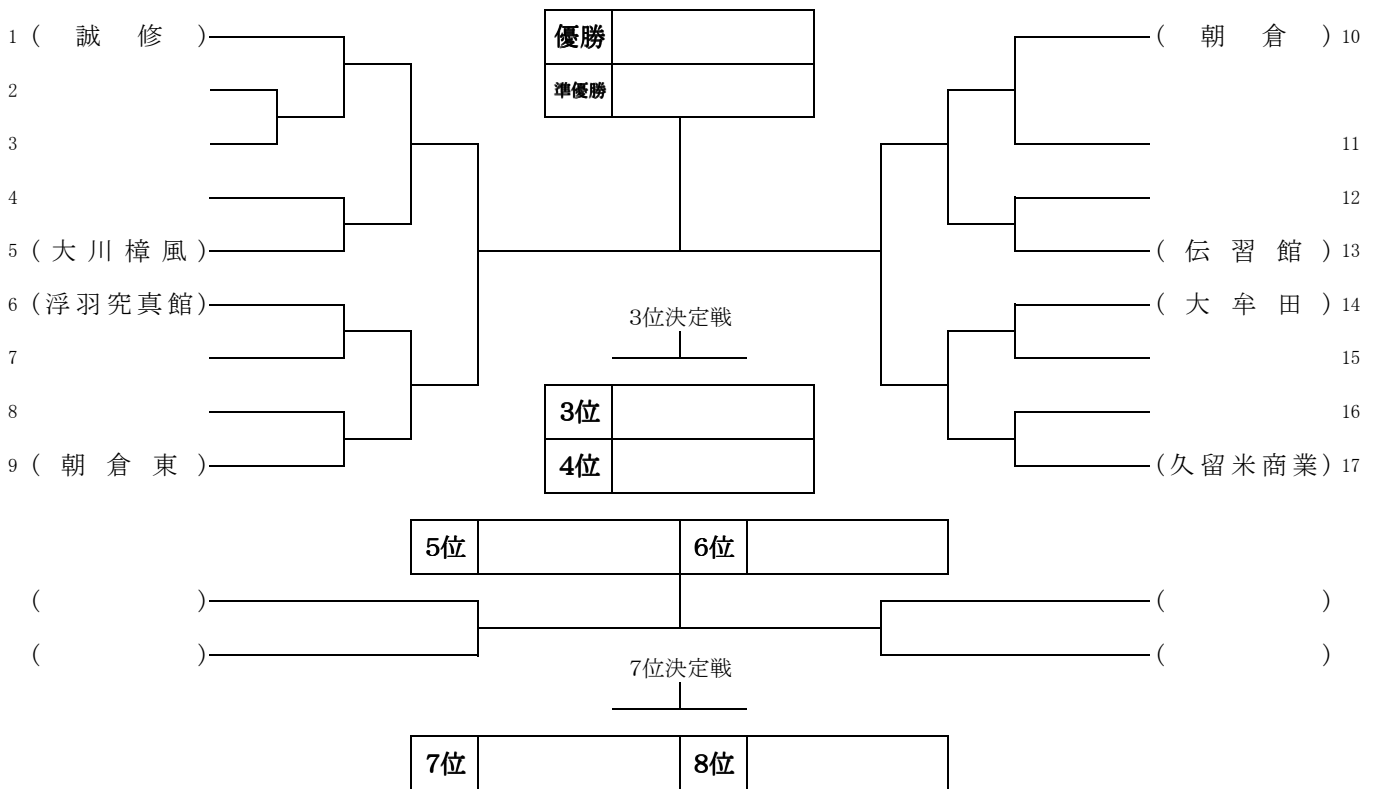 1 (誠修)
2
3
4
5 (大川樟風)
6 (浮羽究真館)
7
8
9 (朝倉東)
優勝
準優勝
3位決定戦
3位
4位
(朝倉) 10
11
12
(伝習館) 13
(大牟田) 14
15
16
(久留米商業) 17
5位 6位
( ) ( )
( ) ( )
7位決定戦
7位 8位